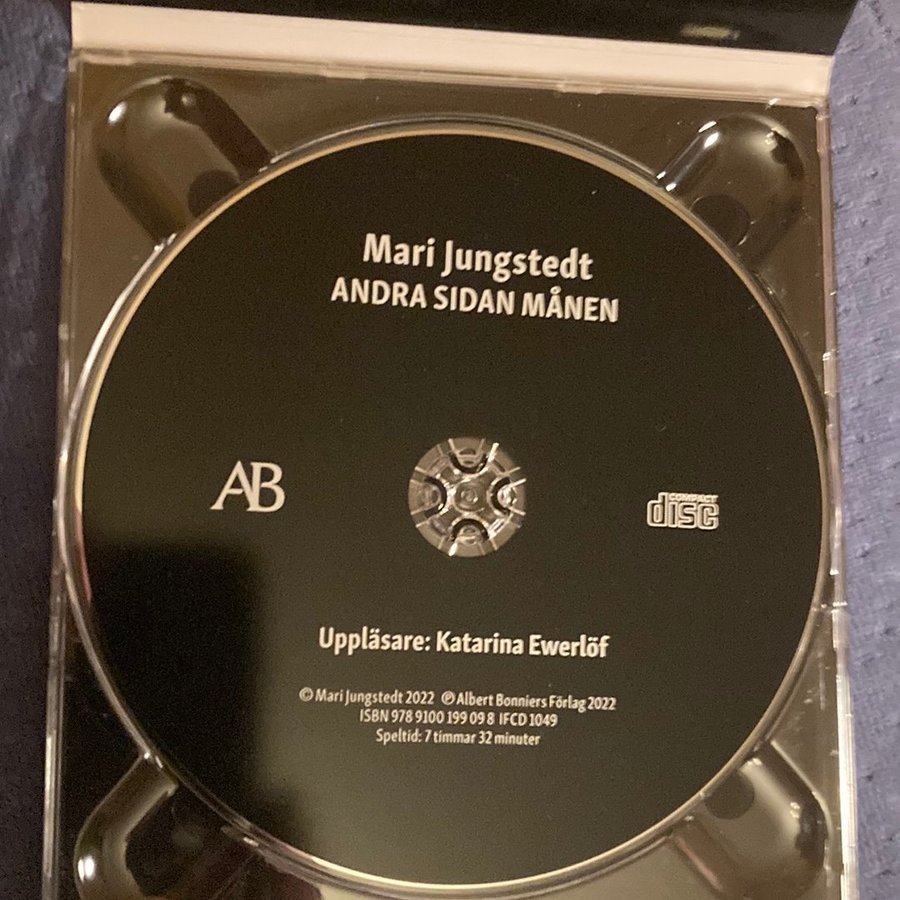 Mari Jungstedt
ANDRA SIDAN MÅNEN
AB
COMPACT
disc
Uppläsare: Katarina Ewerlöf
© Mari Jungstedt 2022 ℗ Albert Bonniers Förlag 2022
ISBN 978 9100 199 09 8 IFCD 1049
Speltid: 7 timmar 32 minuter